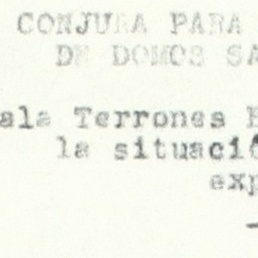 CONJURA PARA
DE DOMOS SA
ala Terrones
la situació
exp